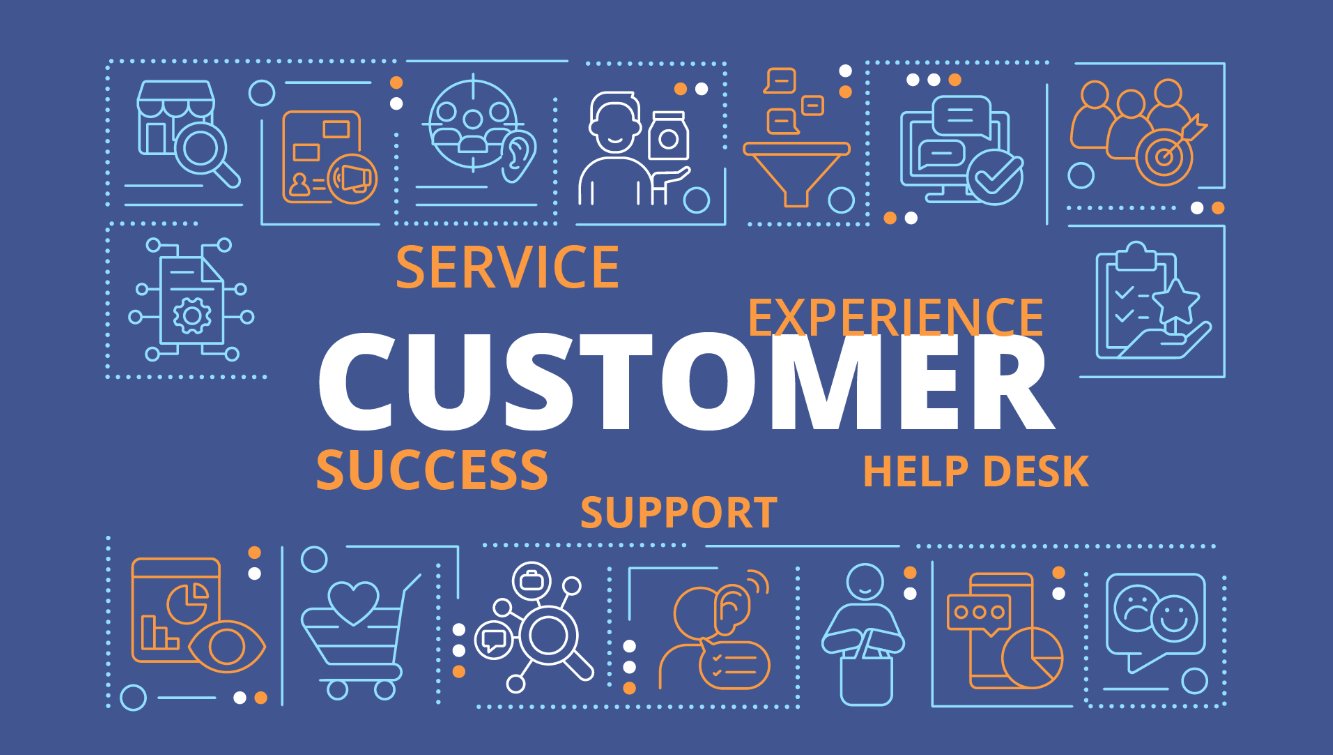 SERVICE
EXPERIENCE
CUSTOMER
SUCCESS
HELP DESK
SUPPORT